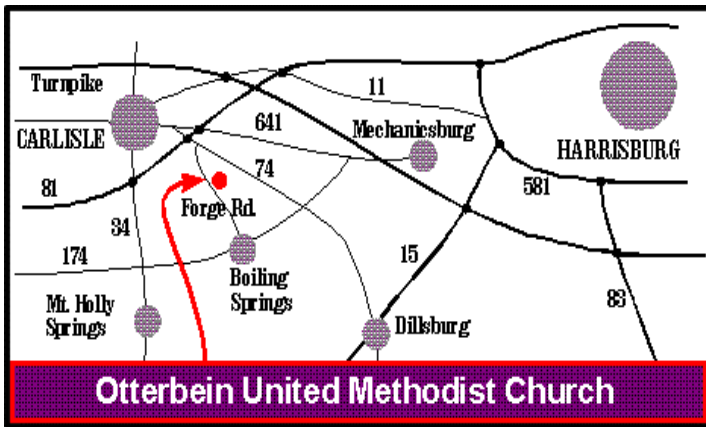 Turnpike
11
CARLISLE
641
Mechanicsburg
HARRISBURG
74
81
581
Forge Rd.
34
174
15
Boiling
Springs
83
Mt. Holly
Springs
Dillsburg
Otterbein United Methodist Church